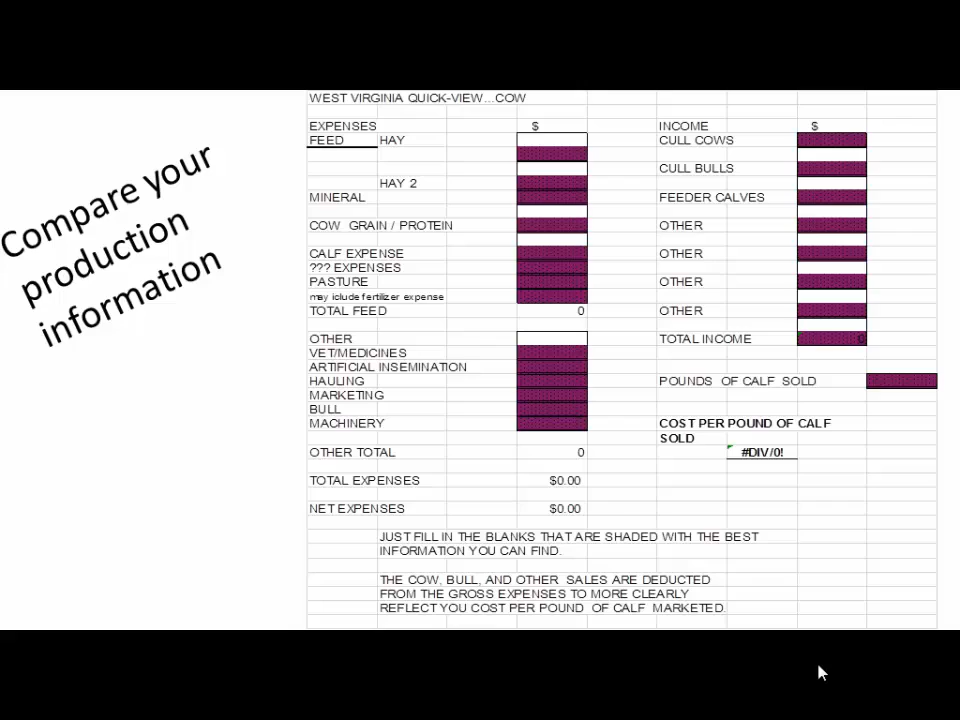 Compare your
production
information
WEST VIRGINIA QUICK-VIEW...COW
EXPENSES $ INCOME $
FEED HAY CULL COWS
CULL BULLS
HAY 2
MINERAL FEEDER CALVES
COW GRAIN / PROTEIN OTHER
CALF EXPENSE OTHER
??? EXPENSES
PASTURE OTHER
may iclude fertilizer expense
TOTAL FEED 0 OTHER
OTHER TOTAL INCOME 0
VET/MEDICINES
ARTIFICIAL INSEMINATION
HAULING POUNDS OF CALF SOLD
MARKETING
BULL
MACHINERY COST PER POUND OF CALF
SOLD
OTHER TOTAL 0 #DIV/0!
TOTAL EXPENSES $0.00
NET EXPENSES $0.00
JUST FILL IN THE BLANKS THAT ARE SHADED WITH THE BEST
INFORMATION YOU CAN FIND.
THE COW, BULL, AND OTHER SALES ARE DEDUCTED
FROM THE GROSS EXPENSES TO MORE CLEARLY
REFLECT YOU COST PER POUND OF CALF MARKETED.